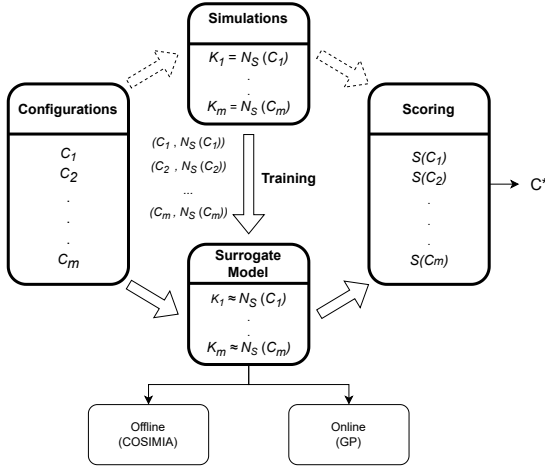 Simulations
K1 = NS (C1)
.
.
Km = NS (Cm)
Configurations
C1
C2
.
.
.
Cm
(C1 , NS (C1))
(C2 , NS (C2))
...
(Cm , NS (Cm))
Training
Scoring
S(C1)
S(C2)
.
.
.
S(Cm)
C*
Surrogate
Model
K1 ≈ NS (C1)
.
.
Km ≈ NS (Cm)
Offline
(COSIMIA)
Online
(GP)